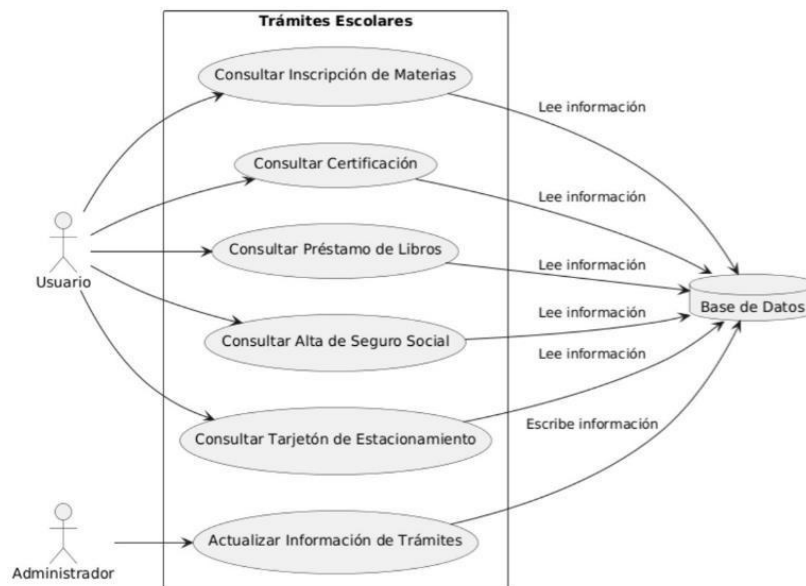 Trámites Escolares
Consultar Inscripción de Materias
Lee información
Consultar Certificación
Lee información
Consultar Préstamo de Libros
Lee información
Usuario
Base de Datos
Lee información
Consultar Alta de Seguro Social
Lee información
Consultar Tarjetón de Estacionamiento
Escribe información
Actualizar Información de Trámites
Administrador